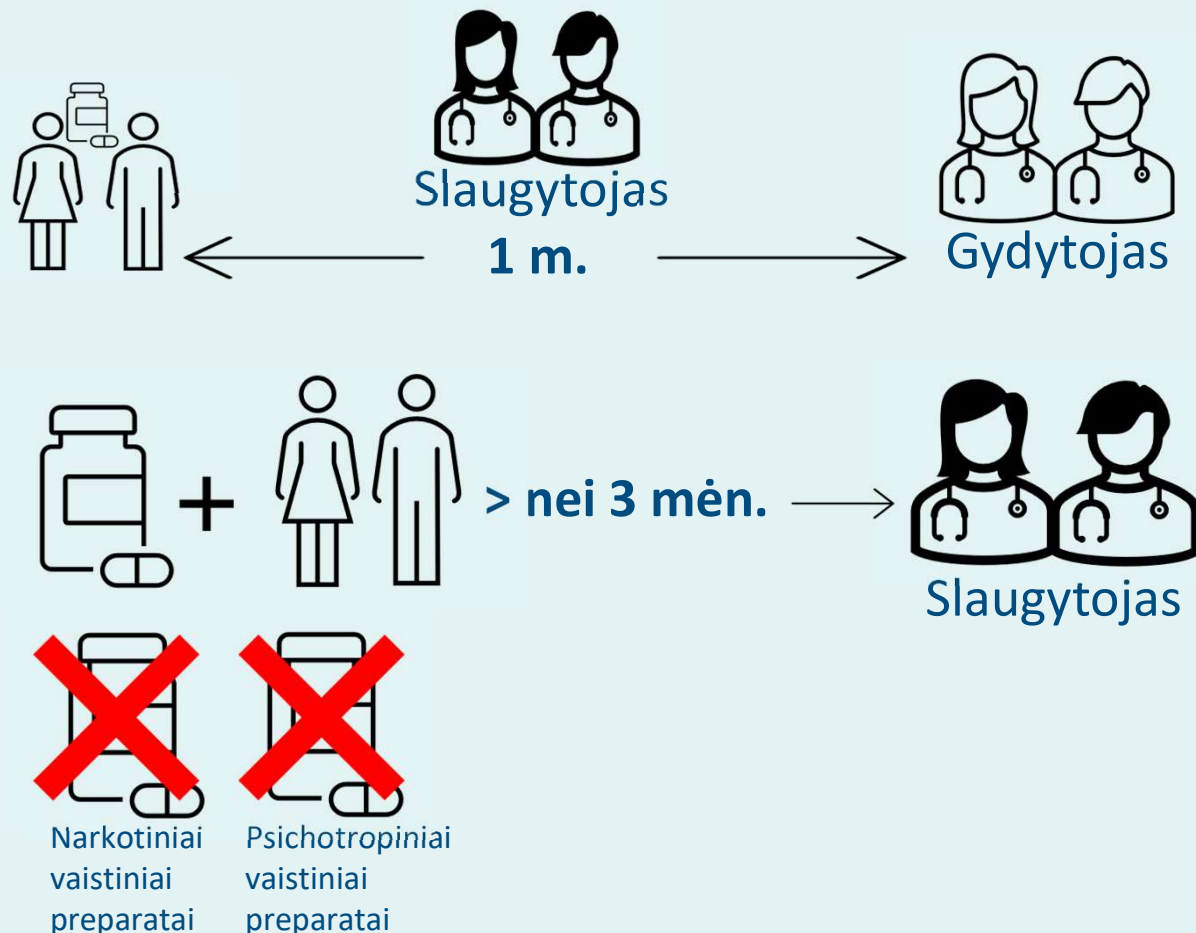 Slaugytojas
1 m.
Gydytojas
> nei 3 mėn.
Slaugytojas
Narkotiniai
vaistiniai
preparatai
Psichotropiniai
vaistiniai
preparatai